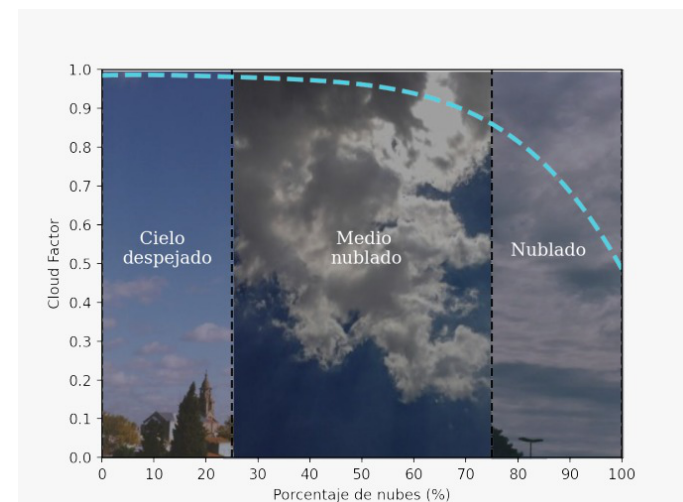 1.0
0.9
0.8
0.7
0.6
0.5
0.4
0.3
0.2
0.1
0.0
Cloud Factor
Cielo
despejado
Medio
nublado
Nublado
0 10 20 30 40 50 60 70 80 90 100
Porcentaje de nubes (%)